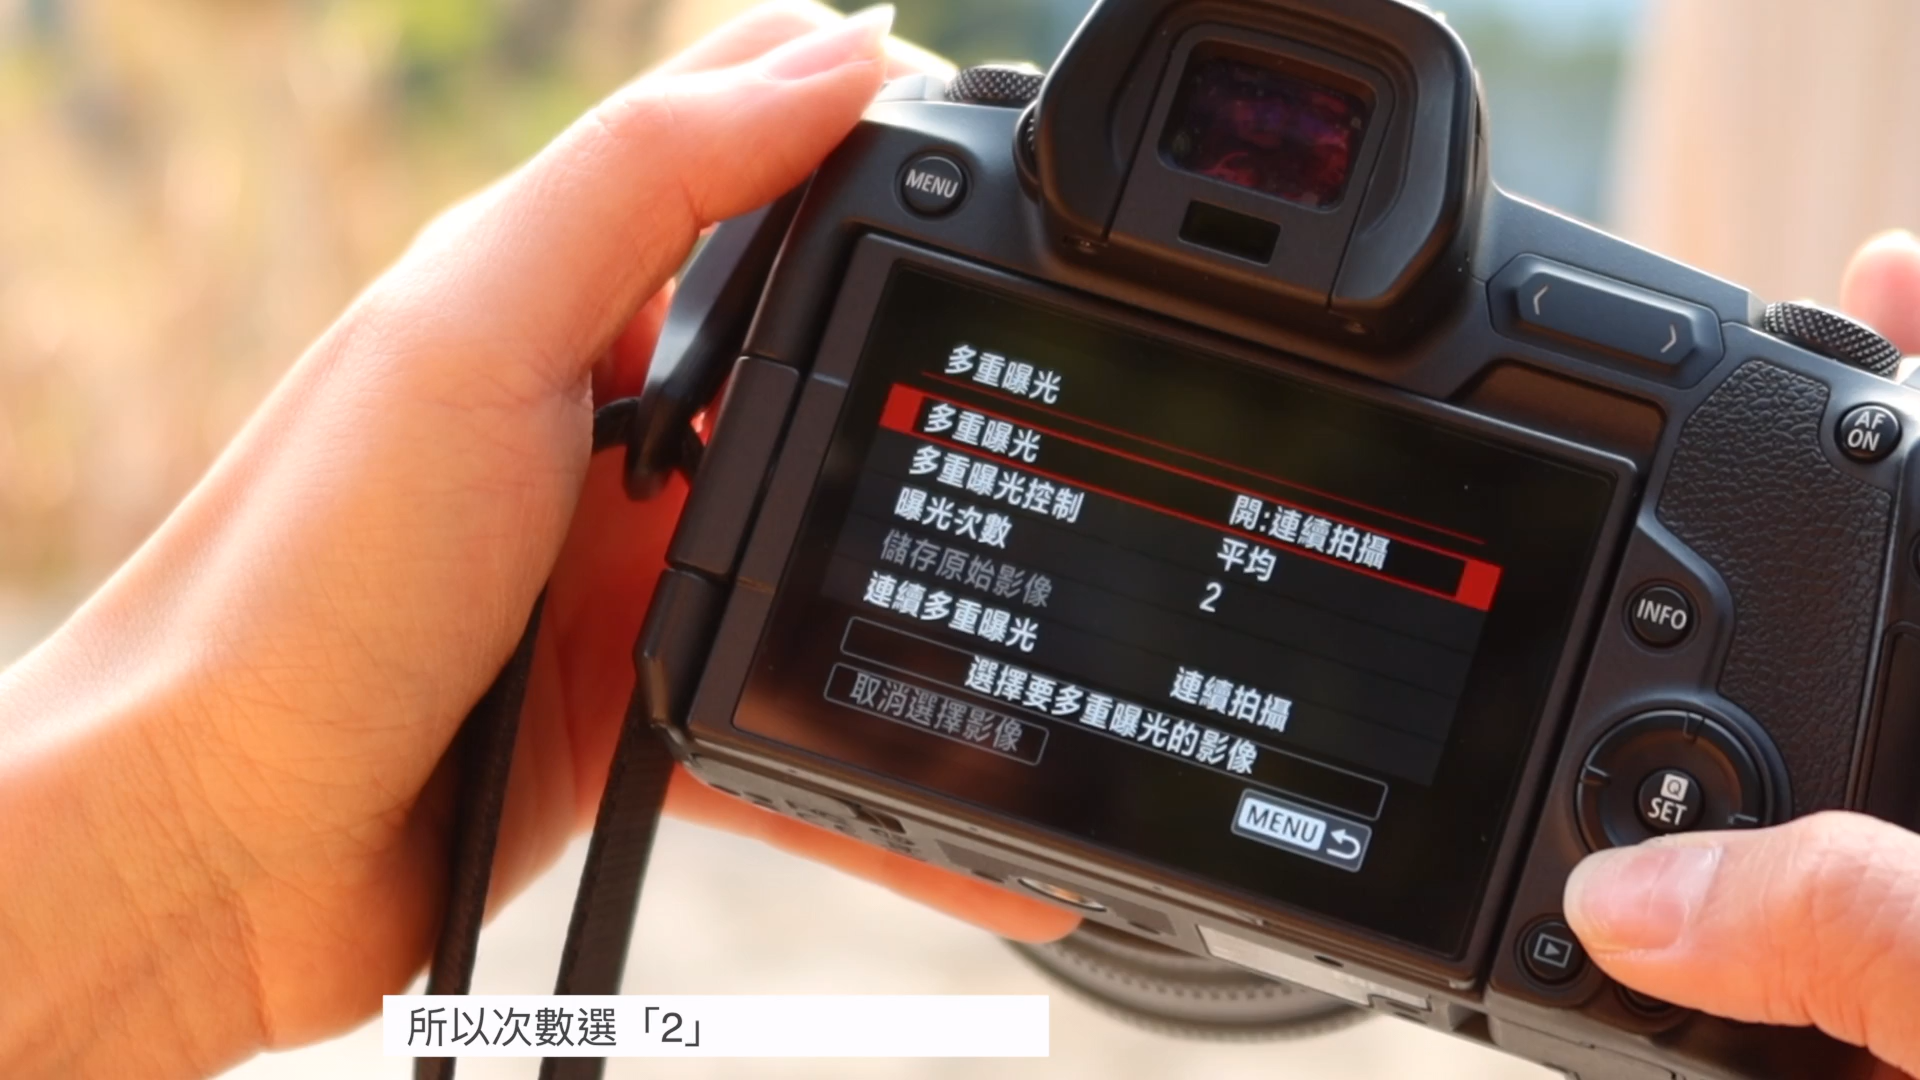 MENU
多重曝光
多重曝光
開:連續拍攝
多重曝光控制
平均
曝光次數
2
儲存原始影像
連續多重曝光
連續拍攝
選擇要多重曝光的影像
取消選擇影像
MENU
AF
ON
INFO
Q
SET
所以次數選「2」